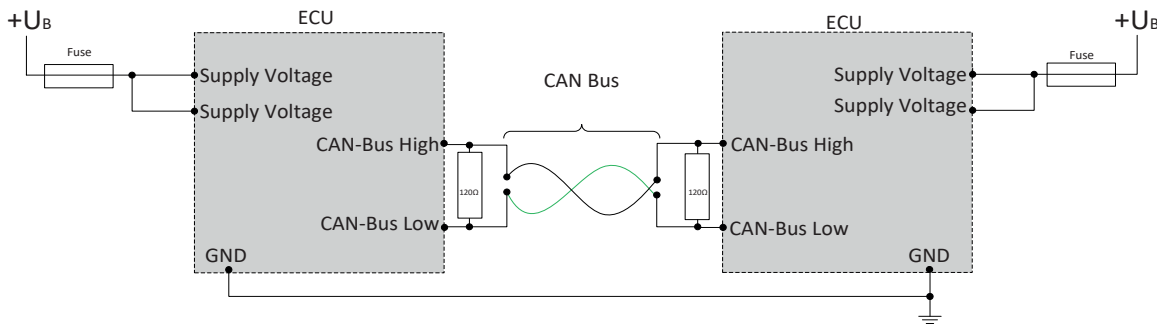 ECU
ECU
+UB
+UB
Fuse
Fuse
Supply Voltage
Supply Voltage
CAN Bus
Supply Voltage
Supply Voltage
CAN-Bus High
CAN-Bus High
120Ω
120Ω
CAN-Bus Low
CAN-Bus Low
GND
GND